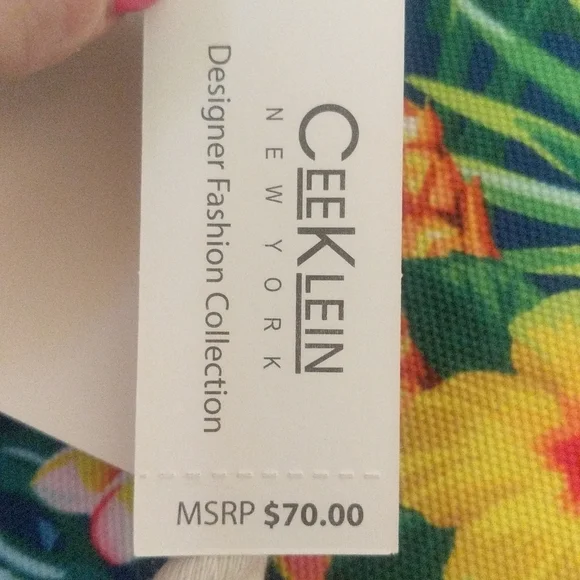 CEEKLEIN
NEW YORK
Designer Fashion Collection
MSRP $70.00